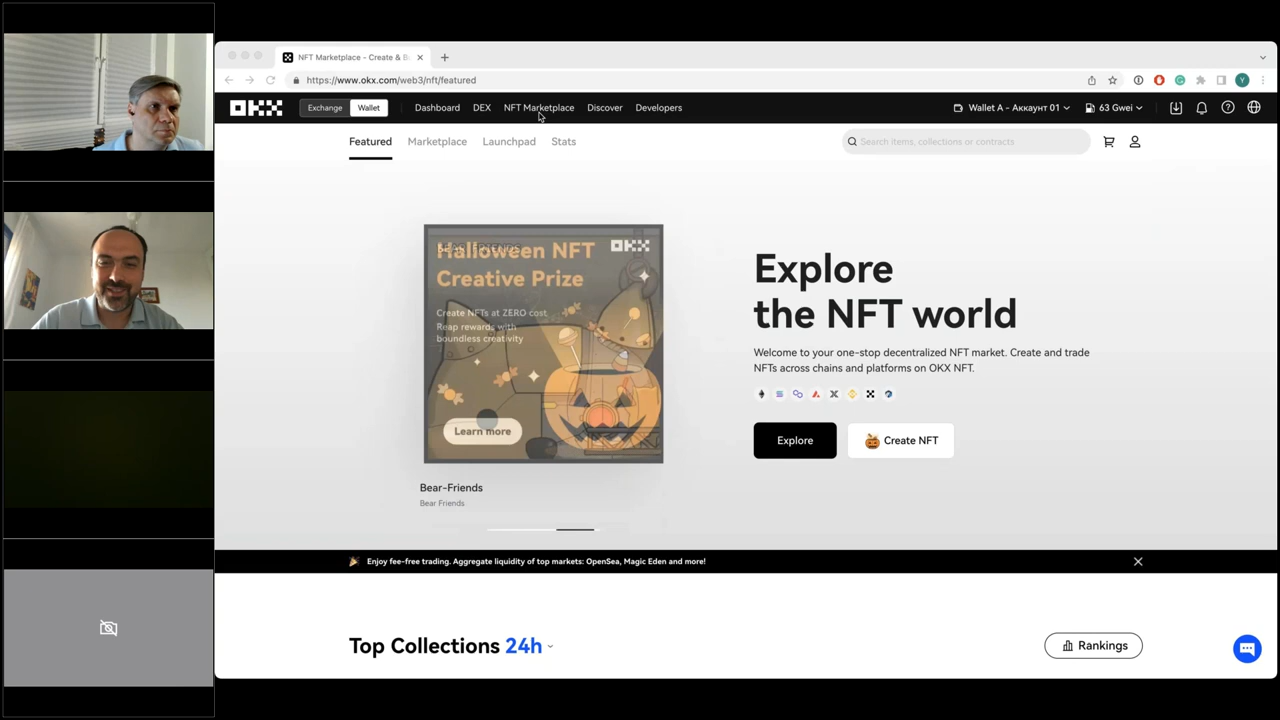 NFT Marketplace - Create & B
https://www.okx.com/web3/nft/featured
OKX
Exchange Wallet Dashboard DEX NFT Marketplace Discover Developers Wallet A - Аккаунт 01 63 Gwei
Y
Featured Marketplace Launchpad Stats Search items, collections or contracts
Halloween NFT
Creative Prize
OKX
Create NFTs at ZERO cost
Reap rewards with
boundless creativity
Learn more
Bear-Friends
Bear Friends
Explore
the NFT world
Welcome to your one-stop decentralized NFT market. Create and trade
NFTs across chains and platforms on OKX NFT.
Explore Create NFT
Enjoy fee-free trading. Aggregate liquidity of top markets: OpenSea, Magic Eden and more!
Top Collections 24h Rankings